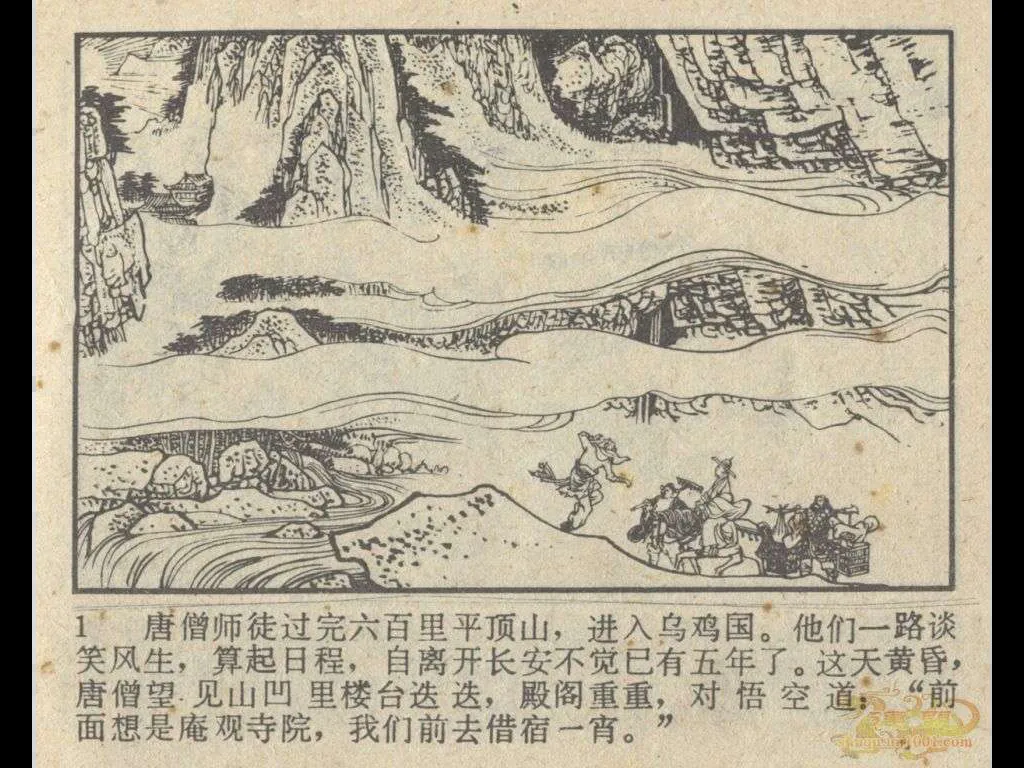 1 唐僧师徒过完六百里平顶山，进入乌鸡国。他们一路谈
笑风生，算起日程，自离开长安不觉已有五年了。这天黄昏，
唐僧望见山凹里楼台迭迭，殿阁重重，对悟空道：“前
面想是庵观寺院，我们前去借宿一宵。”